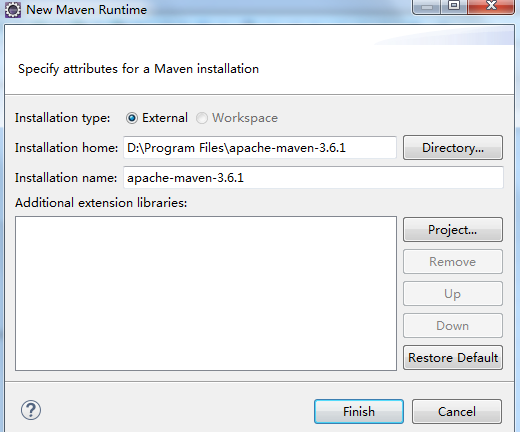 New Maven Runtime
Specify attributes for a Maven installation
Installation type: External Workspace
Installation home: D:\Program Files\apache-maven-3.6.1 Directory...
Installation name: apache-maven-3.6.1
Additional extension libraries:
Project...
Remove
Up
Down
Restore Default
? Finish Cancel